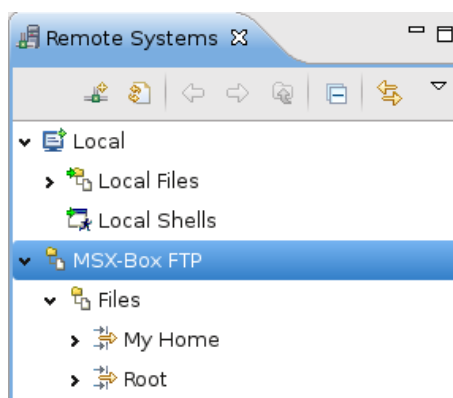 Remote Systems
Local
Local Files
Local Shells
MSX-Box FTP
Files
My Home
Root